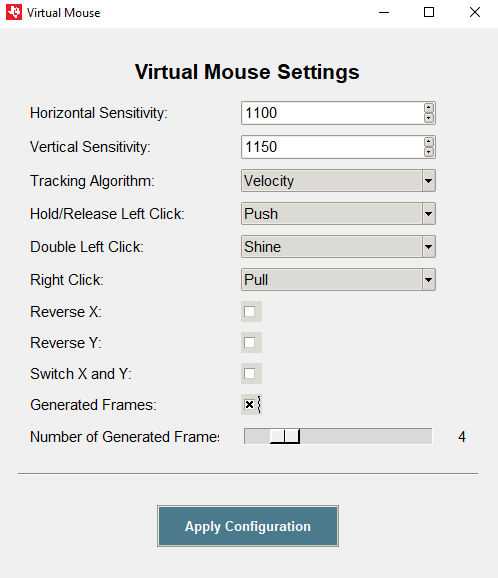 Virtual Mouse
Virtual Mouse Settings
Horizontal Sensitivity: 1100
Vertical Sensitivity: 1150
Tracking Algorithm: Velocity
Hold/Release Left Click: Push
Double Left Click: Shine
Right Click: Pull
Reverse X:
Reverse Y:
Switch X and Y:
Generated Frames:
Number of Generated Frames 4
Apply Configuration